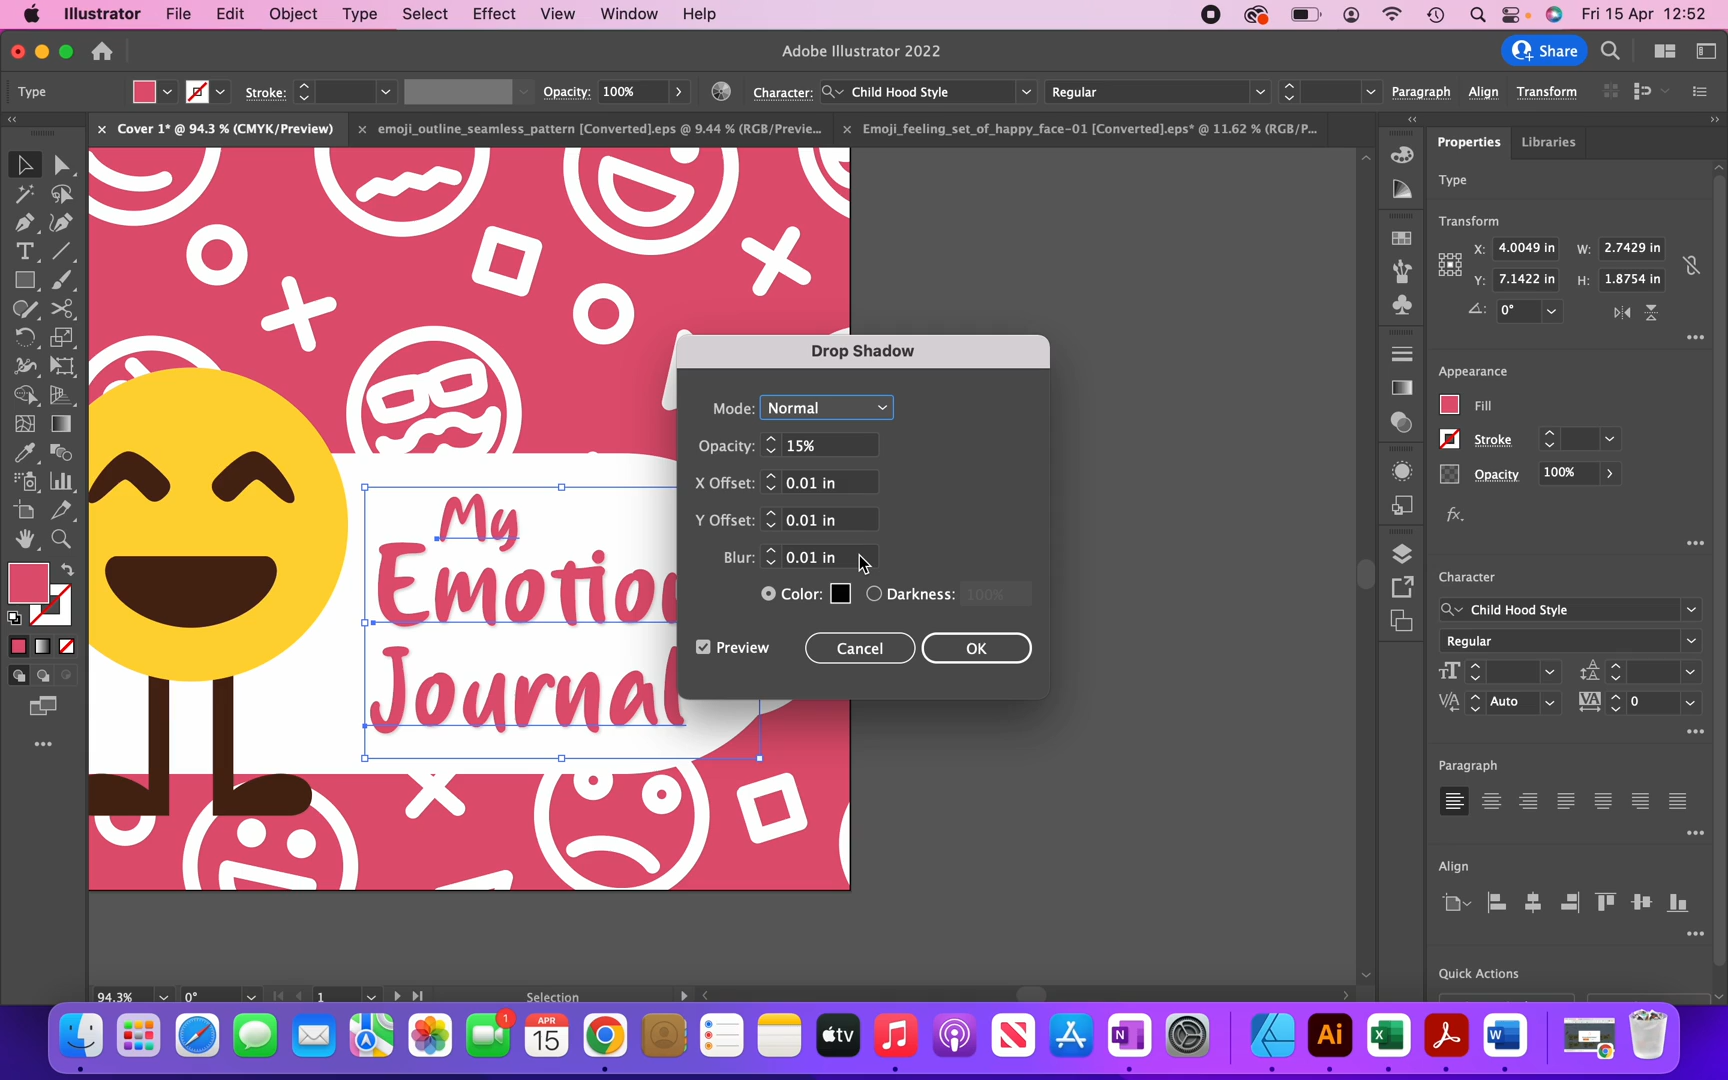 Illustrator File Edit Object Type Select Effect View Window Help Fri 15 Apr 12:52
Adobe Illustrator 2022 Share
Type Stroke: Opacity: 100% Character: Child Hood Style Regular Paragraph Align Transform
× Cover 1* @ 94.3 % (CMYK/Preview) × emoji_outline_seamless_pattern [Converted].eps @ 9.44 % (RGB/Previe... × Emoji_feeling_set_of_happy_face-01 [Converted].eps* @ 11.62 % (RGB/P...
Properties Libraries
Type
Transform
X: 4.0049 in W: 2.7429 in
Y: 7.1422 in H: 1.8754 in
0°
Appearance
Fill
Stroke
Opacity 100%
fx.
Character
Child Hood Style
Regular
Auto 0
Paragraph
Align
Quick Actions
Drop Shadow
Mode: Normal
Opacity: 15%
X Offset: 0.01 in
Y Offset: 0.01 in
Blur: 0.01 in
Color: Darkness: 100%
Preview Cancel OK
My
Emotion
Journal
94.3% 0° 1 Selection
1
APR
15
tv
N
Ai
X
W